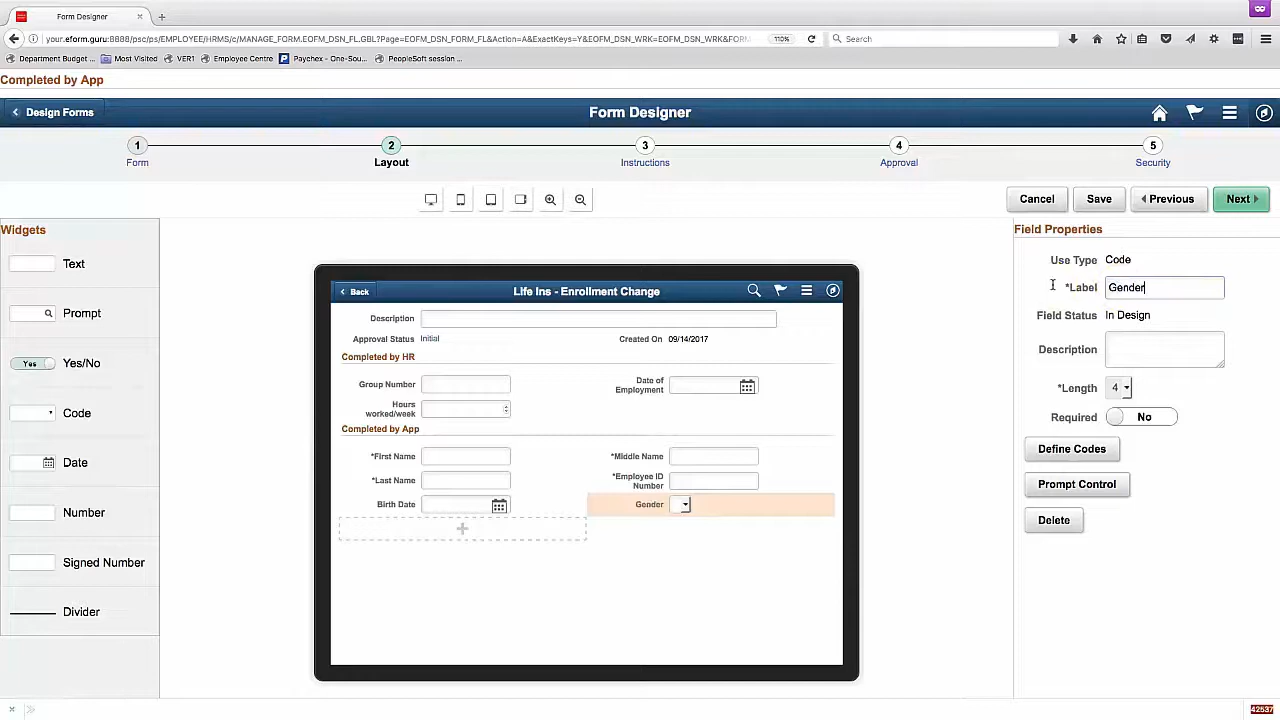 Form Designer
your.eform.guru:8888/psc/ps/EMPLOYEE/HRMS/c/MANAGE_FORM.EOFM_DSN_FL.GBL?Page=EOFM_DSN_FORM_FL&Action=A&ExactKeys=Y&EOFM_DSN_WRK=EOFM_DSN_WRK&FORM 110% Search
Department Budget ... Most Visited VER1 Employee Centre Paychex - One-Sou... PeopleSoft session ...
Completed by App
Design Forms Form Designer
1 2 3 4 5
Form Layout Instructions Approval Security
Cancel Save Previous Next
Widgets
Text
Prompt
Yes Yes/No
Code
Date
Number
Signed Number
Divider
Back Life Ins - Enrollment Change
Description
Approval Status Initial Created On 09/14/2017
Completed by HR
Group Number Date of Employment
Hours worked/week
Completed by App
*First Name *Middle Name
*Last Name *Employee ID Number
Birth Date Gender
Field Properties
Use Type Code
*Label Gender
Field Status In Design
Description
*Length 4
Required No
Define Codes
Prompt Control
Delete
42537